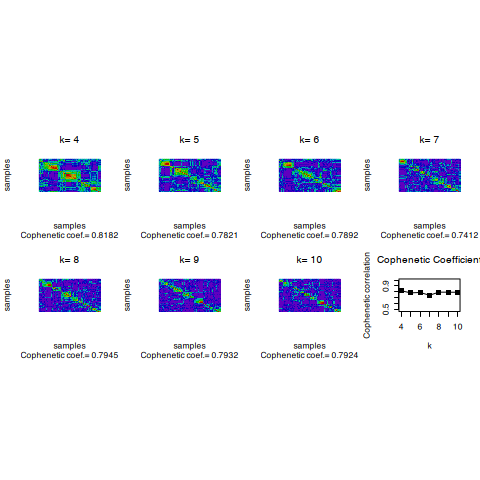 k= 4
samples
samples
Cophenetic coef.= 0.8182
k= 5
samples
samples
Cophenetic coef.= 0.7821
k= 6
samples
samples
Cophenetic coef.= 0.7892
k= 7
samples
samples
Cophenetic coef.= 0.7412
k= 8
samples
samples
Cophenetic coef.= 0.7945
k= 9
samples
samples
Cophenetic coef.= 0.7932
k= 10
samples
samples
Cophenetic coef.= 0.7924
Cophenetic Coefficient
Cophenetic correlation
0.9
0.5
4 6 8 10
k